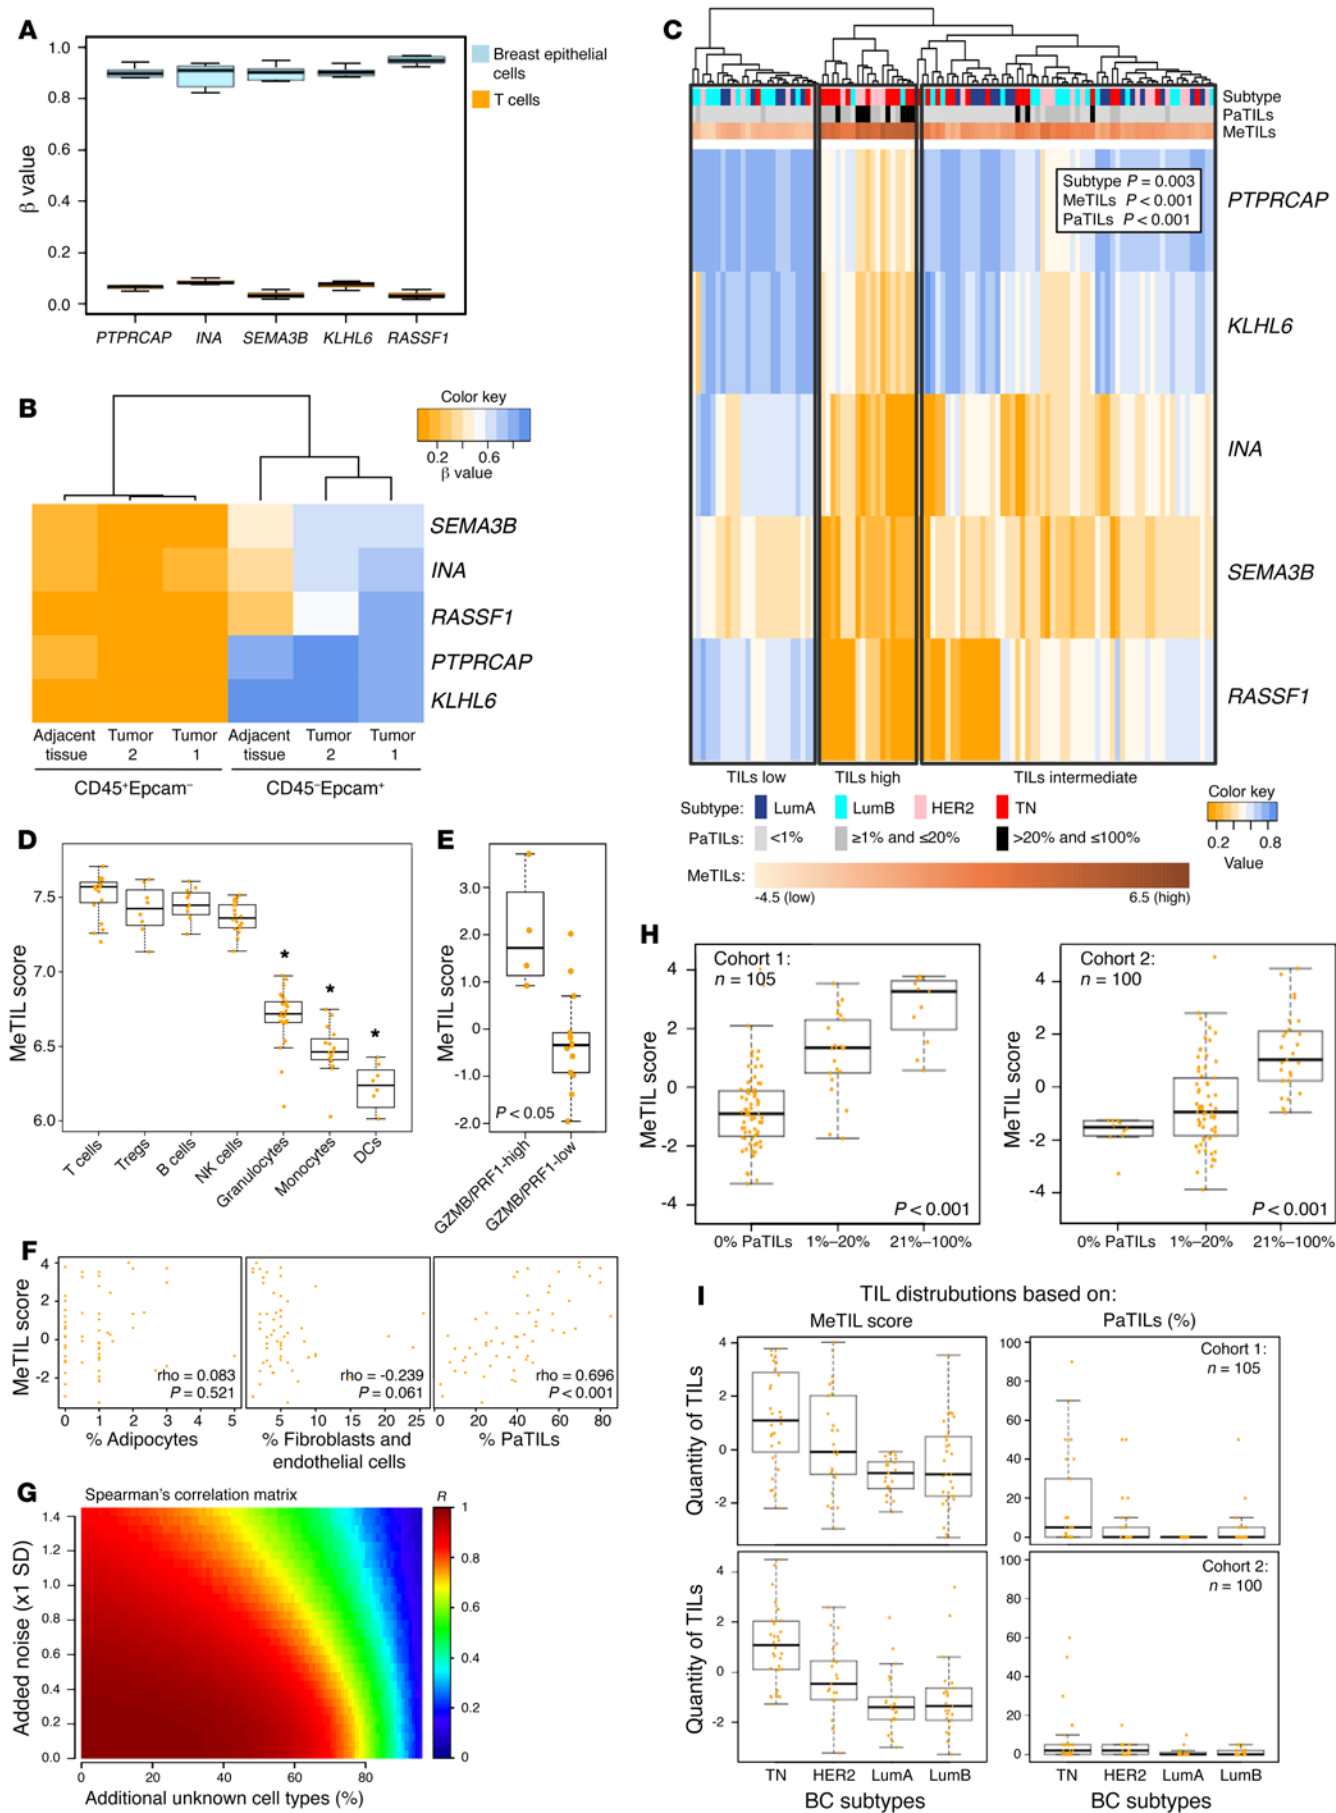 A
1.0
0.8
0.6
0.4
0.2
0.0
β value
PTPRCAP INA SEMA3B KLHL6 RASSF1
Breast epithelial
cells
T cells
B
Color key
0.2 0.6
β value
SEMA3B
INA
RASSF1
PTPRCAP
KLHL6
Adjacent Tumor Tumor Adjacent Tumor Tumor
tissue 2 1 tissue 2 1
CD45+Epcam– CD45–Epcam+
C
Subtype
PaTILs
MeTILs
Subtype P = 0.003
MeTILs P < 0.001
PaTILs P < 0.001
PTPRCAP
KLHL6
INA
SEMA3B
RASSF1
TILs low TILs high TILs intermediate
Subtype: LumA LumB HER2 TN
PaTILs: <1% ≥1% and ≤20% >20% and ≤100%
MeTILs:
-4.5 (low) 6.5 (high)
Color key
0.2 0.8
Value
D
MeTIL score
7.5
7.0
6.5
6.0
* * *
T cells Tregs B cells NK cells Granulocytes Monocytes DCs
E
MeTIL score
3.0
2.0
1.0
0
-1.0
-2.0
P < 0.05
GZMB/PRF1-high GZMB/PRF1-low
F
MeTIL score
4
2
0
-2
rho = 0.083
P = 0.521
0 1 2 3 4 5
% Adipocytes
rho = -0.239
P = 0.061
5 10 15 20 25
% Fibroblasts and
endothelial cells
rho = 0.696
P < 0.001
0 20 40 60 80
% PaTILs
G
Spearman's correlation matrix
R
1
0.8
0.6
0.4
0.2
0
Added noise (x1 SD)
1.4
1.2
1.0
0.8
0.6
0.4
0.2
0.0
0 20 40 60 80
Additional unknown cell types (%)
H
MeTIL score
Cohort 1:
n = 105
4
2
0
-2
-4
P < 0.001
0% PaTILs 1%–20% 21%–100%
MeTIL score
Cohort 2:
n = 100
4
2
0
-2
-4
P < 0.001
0% PaTILs 1%–20% 21%–100%
I
TIL distrubutions based on:
MeTIL score PaTILs (%)
Quantity of TILs
4
2
0
-2
Cohort 1:
n = 105
100
80
60
40
20
0
Quantity of TILs
4
2
0
-2
Cohort 2:
n = 100
100
80
60
40
20
0
TN HER2 LumA LumB TN HER2 LumA LumB
BC subtypes BC subtypes